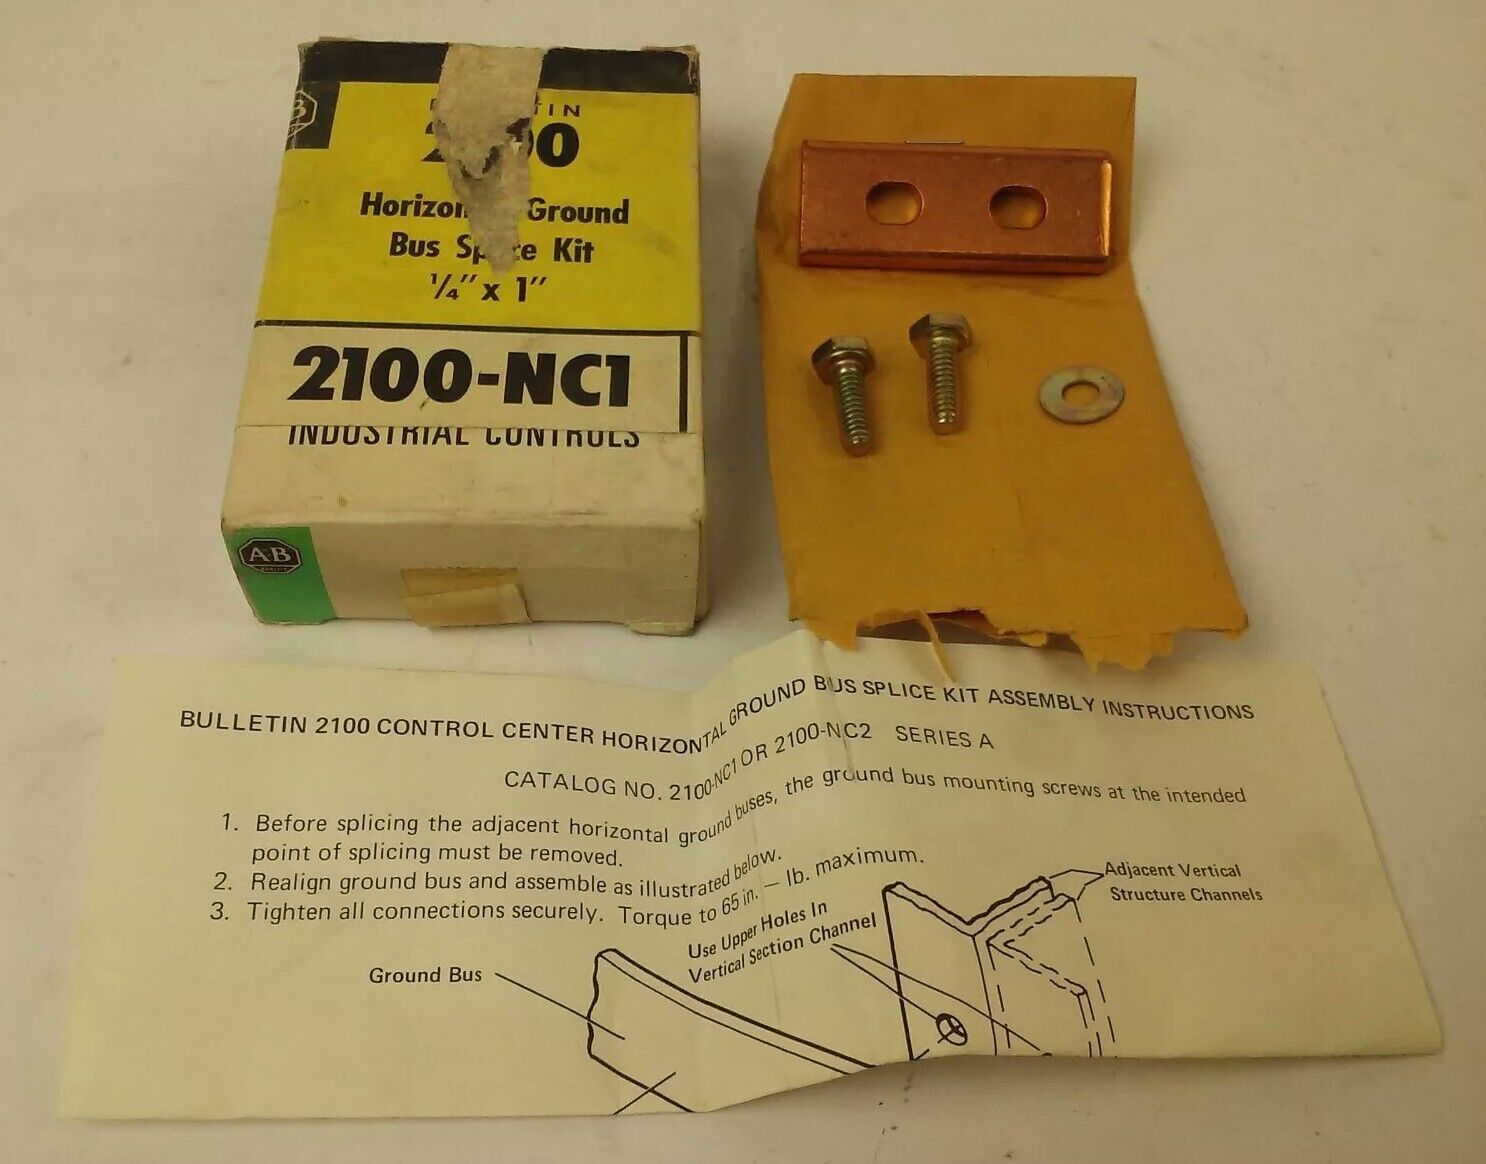 2100
Ground
Bus Kit
1/4" x 1"
2100-NC1
INDUSTRIAL CONTROLS
A-B
BULLETIN 2100 CONTROL CENTER HORIZONTAL GROUND BUS SPLICE KIT ASSEMBLY INSTRUCTIONS
CATALOG NO. 2100-NC1 OR 2100-NC2 SERIES A
1. Before splicing the adjacent horizontal ground buses, the ground bus mounting screws at the intended
point of splicing must be removed.
2. Realign ground bus and assemble as illustrated below.
3. Tighten all connections securely. Torque to 65 in. – lb. maximum.
Adjacent Vertical
Structure Channels
Use Upper Holes In
Vertical Section Channel
Ground Bus